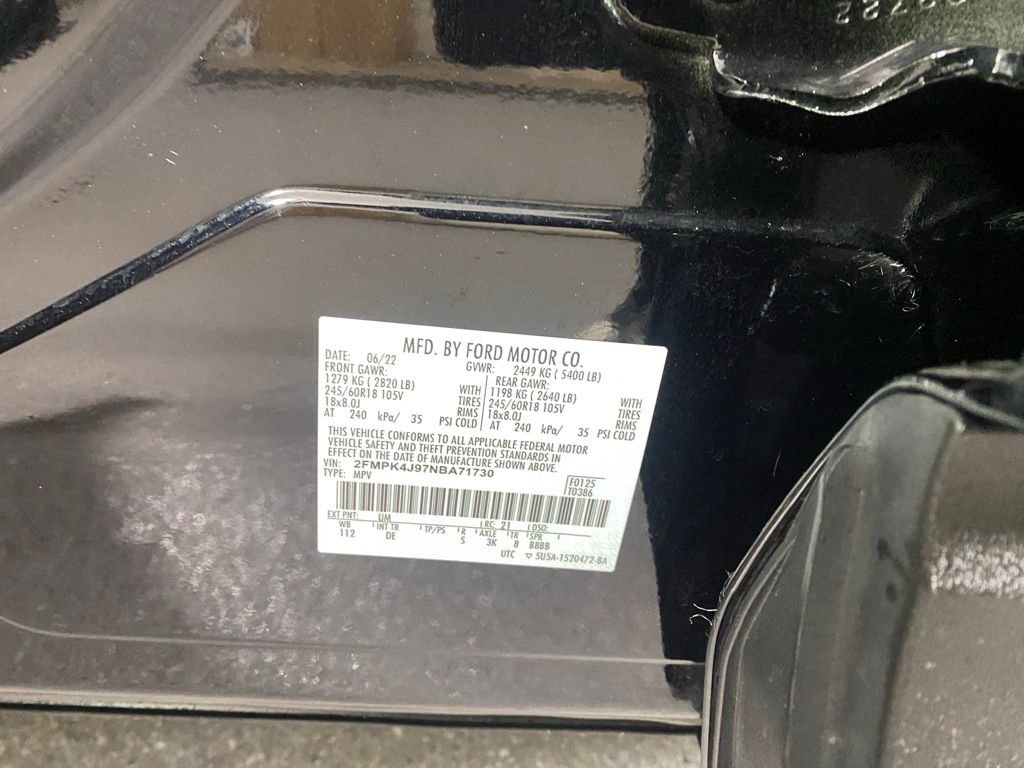 MFD. BY FORD MOTOR CO.
DATE: 06/22 GVWR: 2449 KG ( 5400 LB)
FRONT GAWR: REAR GAWR:
1279 KG ( 2820 LB) WITH 1198 KG ( 2640 LB) WITH
245/60R18 105V TIRES 245/60R18 105V TIRES
18x8.0J RIMS 18x8.0J RIMS
AT 240 kPa/ 35 PSI COLD AT 240 kPa/ 35 PSI COLD
THIS VEHICLE CONFORMS TO ALL APPLICABLE FEDERAL MOTOR
VEHICLE SAFETY AND THEFT PREVENTION STANDARDS IN
EFFECT ON THE DATE OF MANUFACTURE SHOWN ABOVE.
VIN: 2FMPK4J97NBA71730 F0125
TYPE: MPV T0386
EXT PNT: UM RC: 21 DSO:
WB INT TR TP/PS R AXLE TR SPR
112 DE S 3K 8 BBBB
UTC ▽ 5U5A-1520472-BA